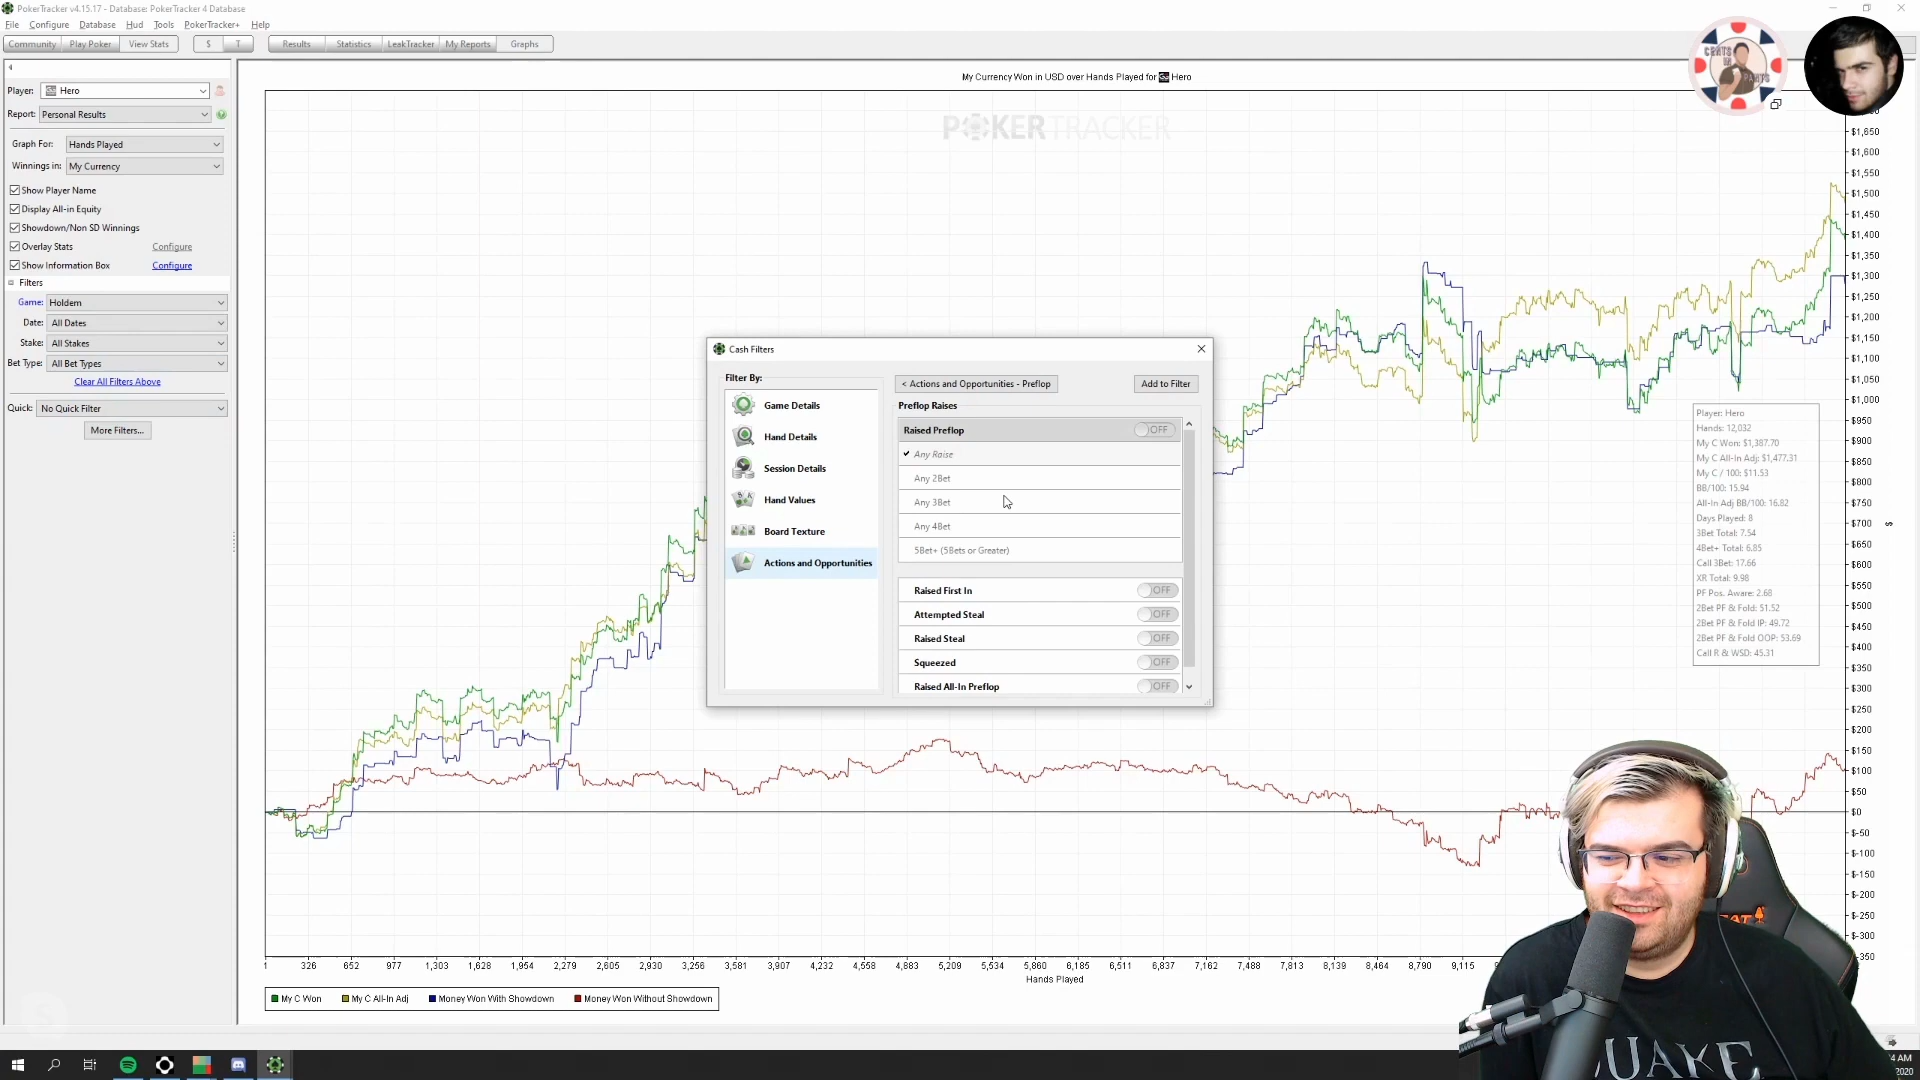 PokerTracker v4.15.17 - Database: PokerTracker 4 Database
File Configure Database Hud Tools PokerTracker+ Help
Community Play Poker View Stats $ T Results Statistics LeakTracker My Reports Graphs
Player: Hero
Report: Personal Results
Graph For: Hands Played
Winnings in: My Currency
Show Player Name
Display All-in Equity
Showdown/Non SD Winnings
Overlay Stats Configure
Show Information Box Configure
Filters
Game: Holdem
Date: All Dates
Stake: All Stakes
Bet Type: All Bet Types
Clear All Filters Above
Quick: No Quick Filter
More Filters...
My Currency Won in USD over Hands Played for Hero
POKERTRACKER
CENTS IN PANTS
Cash Filters
Filter By:
Game Details
Hand Details
Session Details
Hand Values
Board Texture
Actions and Opportunities
< Actions and Opportunities - Preflop Add to Filter
Preflop Raises
Raised Preflop OFF
Any Raise
Any 2Bet
Any 3Bet
Any 4Bet
5Bet+ (5Bets or Greater)
Raised First In OFF
Attempted Steal OFF
Raised Steal OFF
Squeezed OFF
Raised All-In Preflop OFF
$1,650
$1,600
$1,550
$1,500
$1,450
$1,400
$1,350
$1,300
$1,250
$1,200
$1,150
$1,100
$1,050
$1,000
$950
$900
$850
$800
$750
$700
$650
$600
$550
$500
$450
$400
$350
$300
$250
$200
$150
$100
$50
$0
$-50
$-100
$-150
$-200
$-250
$-300
350
$
Player: Hero
Hands: 12,032
My C Won: $1,387.70
My C All-In Adj: $1,477.31
My C / 100: $11.53
BB/100: 15.94
All-In Adj BB/100: 16.82
Days Played: 8
3Bet Total: 7.54
4Bet+ Total: 6.85
Call 3Bet: 17.66
XR Total: 9.98
PF Pos. Aware: 2.68
2Bet PF & Fold: 51.52
2Bet PF & Fold IP: 49.72
2Bet PF & Fold OOP: 53.69
Call R & WSD: 45.31
1 326 652 977 1,303 1,628 1,954 2,279 2,605 2,930 3,256 3,581 3,907 4,232 4,558 4,883 5,209 5,534 5,860 6,185 6,511 6,837 7,162 7,488 7,813 8,139 8,464 8,790 9,115
Hands Played
My C Won My C All-In Adj Money Won With Showdown Money Won Without Showdown
QUAKE
4 AM
2020